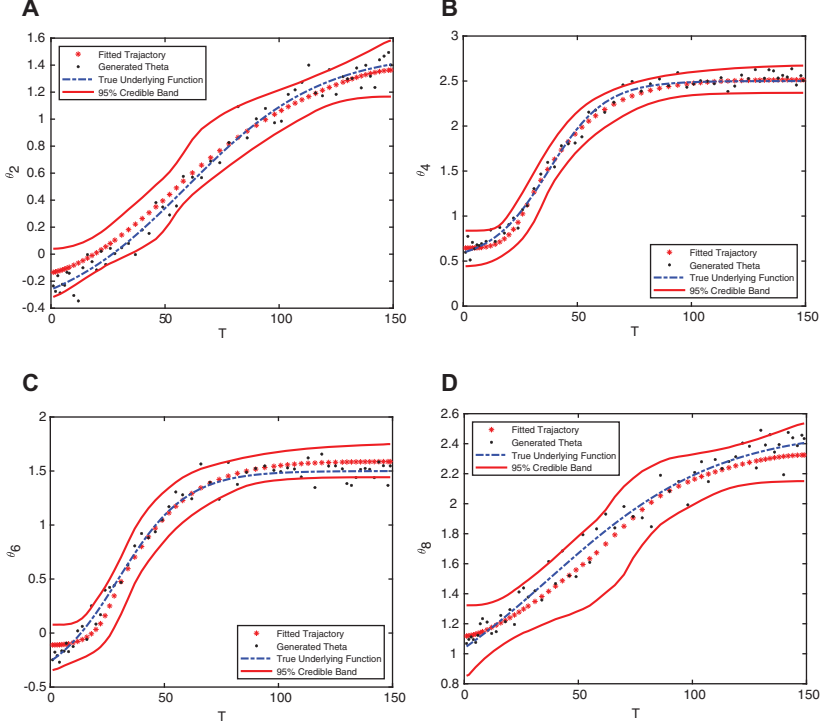 A
1.6
1.4
1.2
1
0.8
0.6
0.4
0.2
0
-0.2
-0.4
θ2
0
50
100
150
T
Fitted Trajectory
Generated Theta
True Underlying Function
95% Credible Band
B
3
2.5
2
1.5
1
0.5
0
θ4
0
50
100
150
T
Fitted Trajectory
Generated Theta
True Underlying Function
95% Credible Band
C
2
1.5
1
0.5
0
-0.5
θ6
0
50
100
150
T
Fitted Trajectory
Generated Theta
True Underlying Function
95% Credible Band
D
2.6
2.4
2.2
2
1.8
1.6
1.4
1.2
1
0.8
θ8
0
50
100
150
T
Fitted Trajectory
Generated Theta
True Underlying Function
95% Credible Band